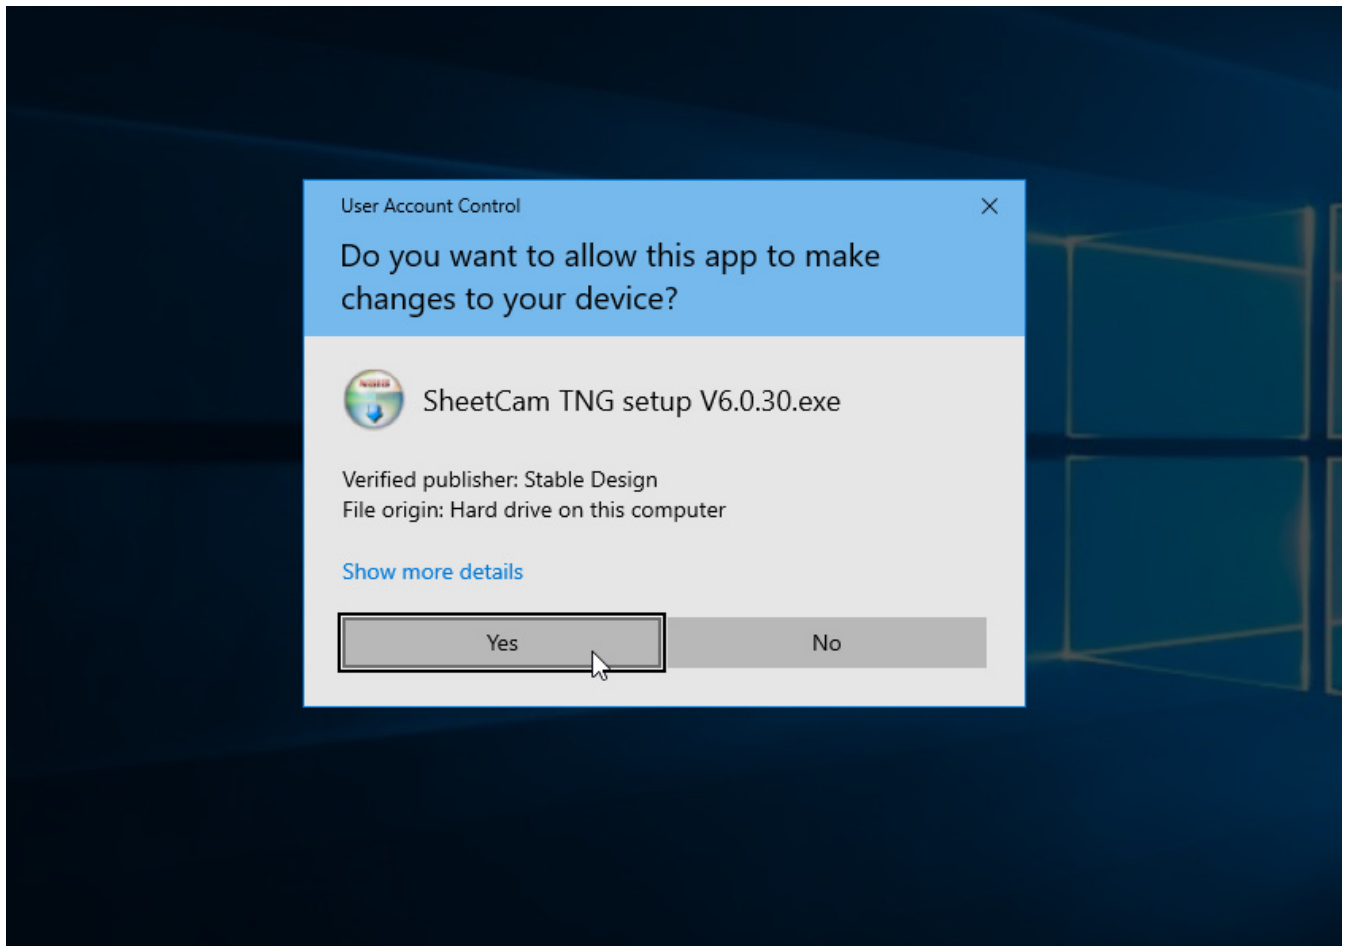 User Account Control
Do you want to allow this app to make
changes to your device?
SheetCam TNG setup V6.0.30.exe
Verified publisher: Stable Design
File origin: Hard drive on this computer
Show more details
Yes
No